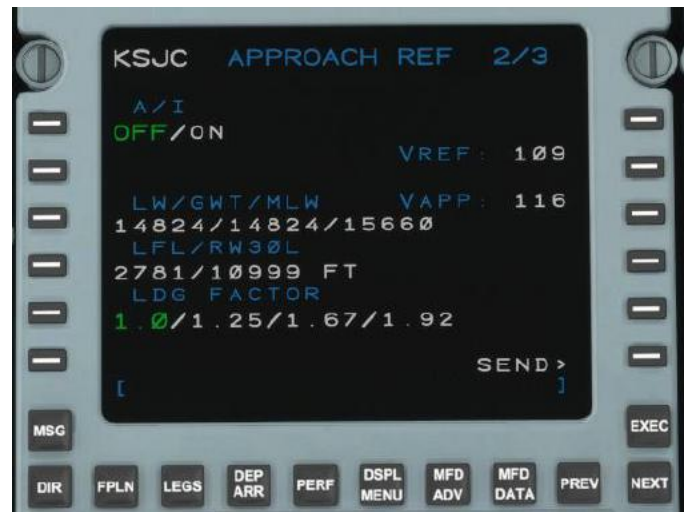 KSJC APPROACH REF 2/3
A/I
OFF/ON
VREF: 109
LW/GWT/MLW VAPP: 116
14824/14824/15660
LFL/RW30L
2781/10999 FT
LDG FACTOR
1.0/1.25/1.67/1.92
SEND>
[ ]
MSG EXEC
DIR FPLN LEGS DEP ARR PERF DSPL MENU MFD ADV MFD DATA PREV NEXT